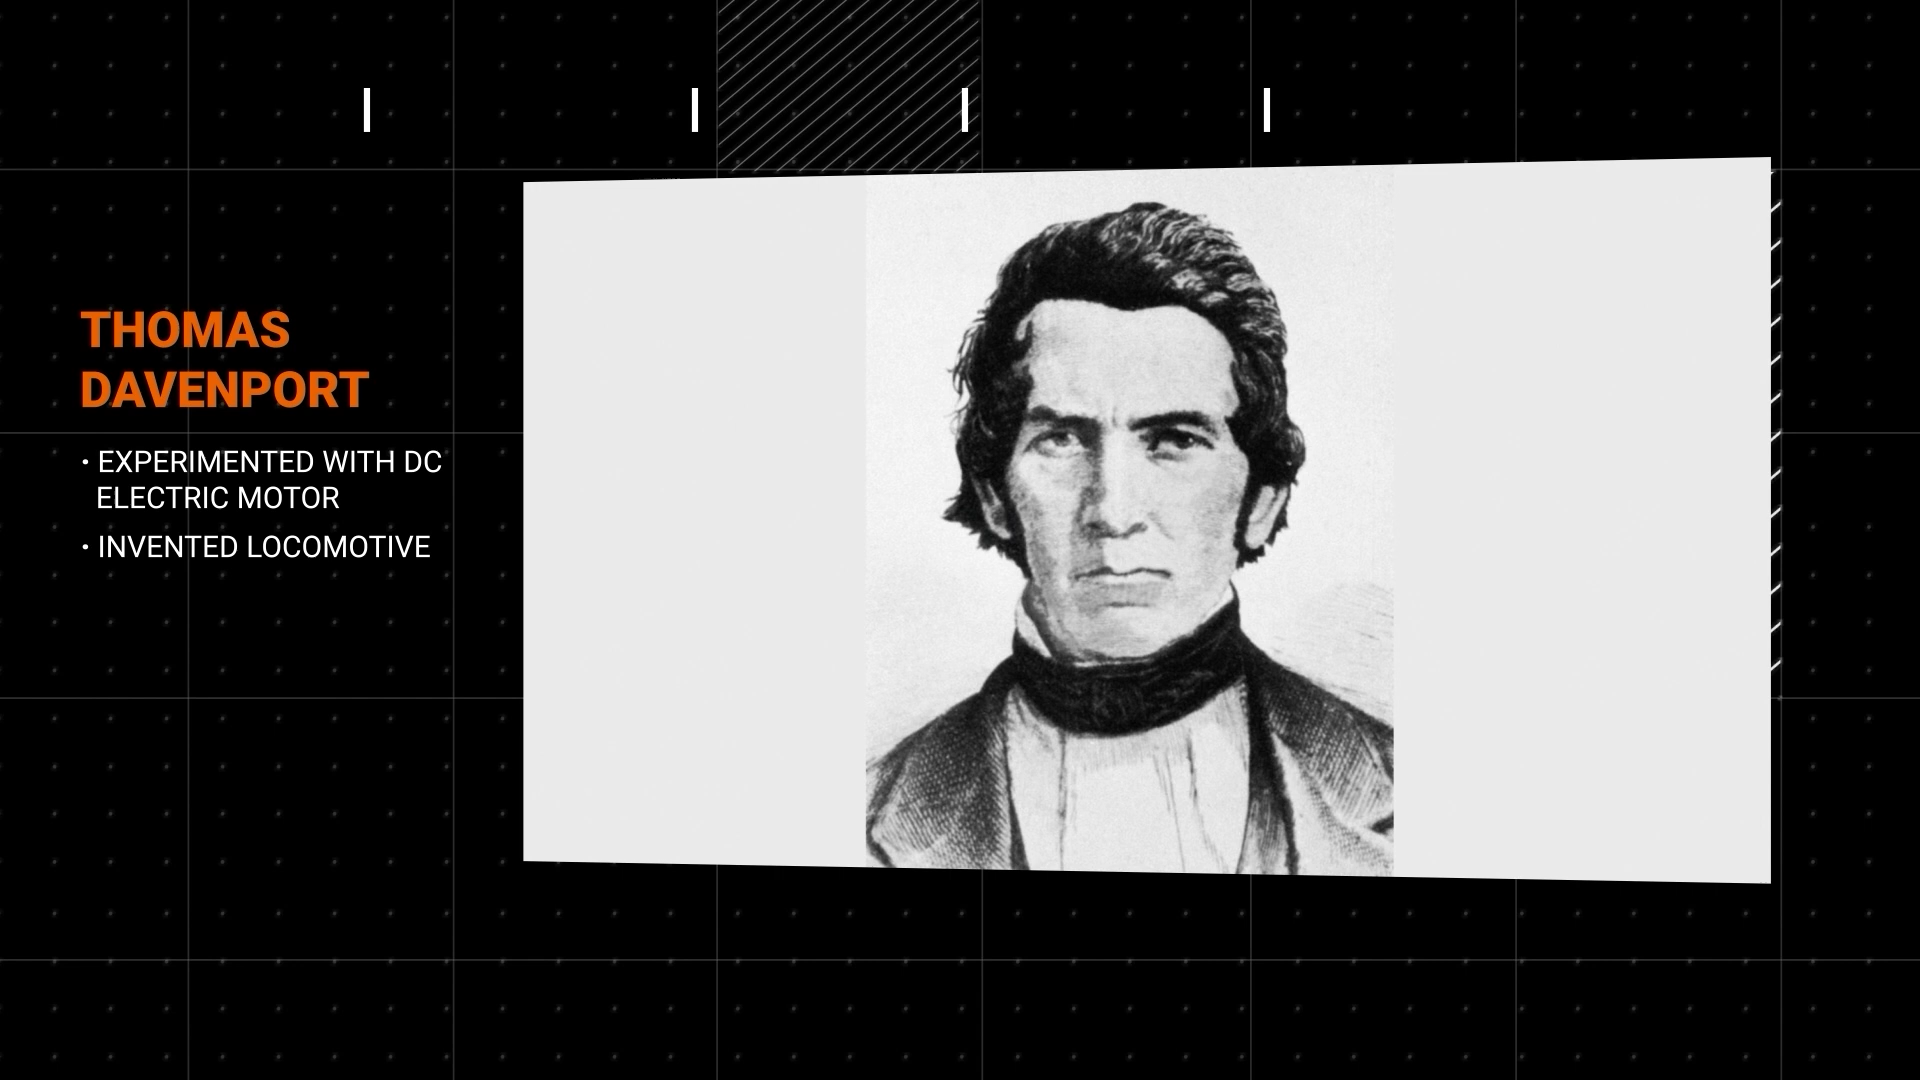 THOMAS
DAVENPORT
• EXPERIMENTED WITH DC
ELECTRIC MOTOR
• INVENTED LOCOMOTIVE